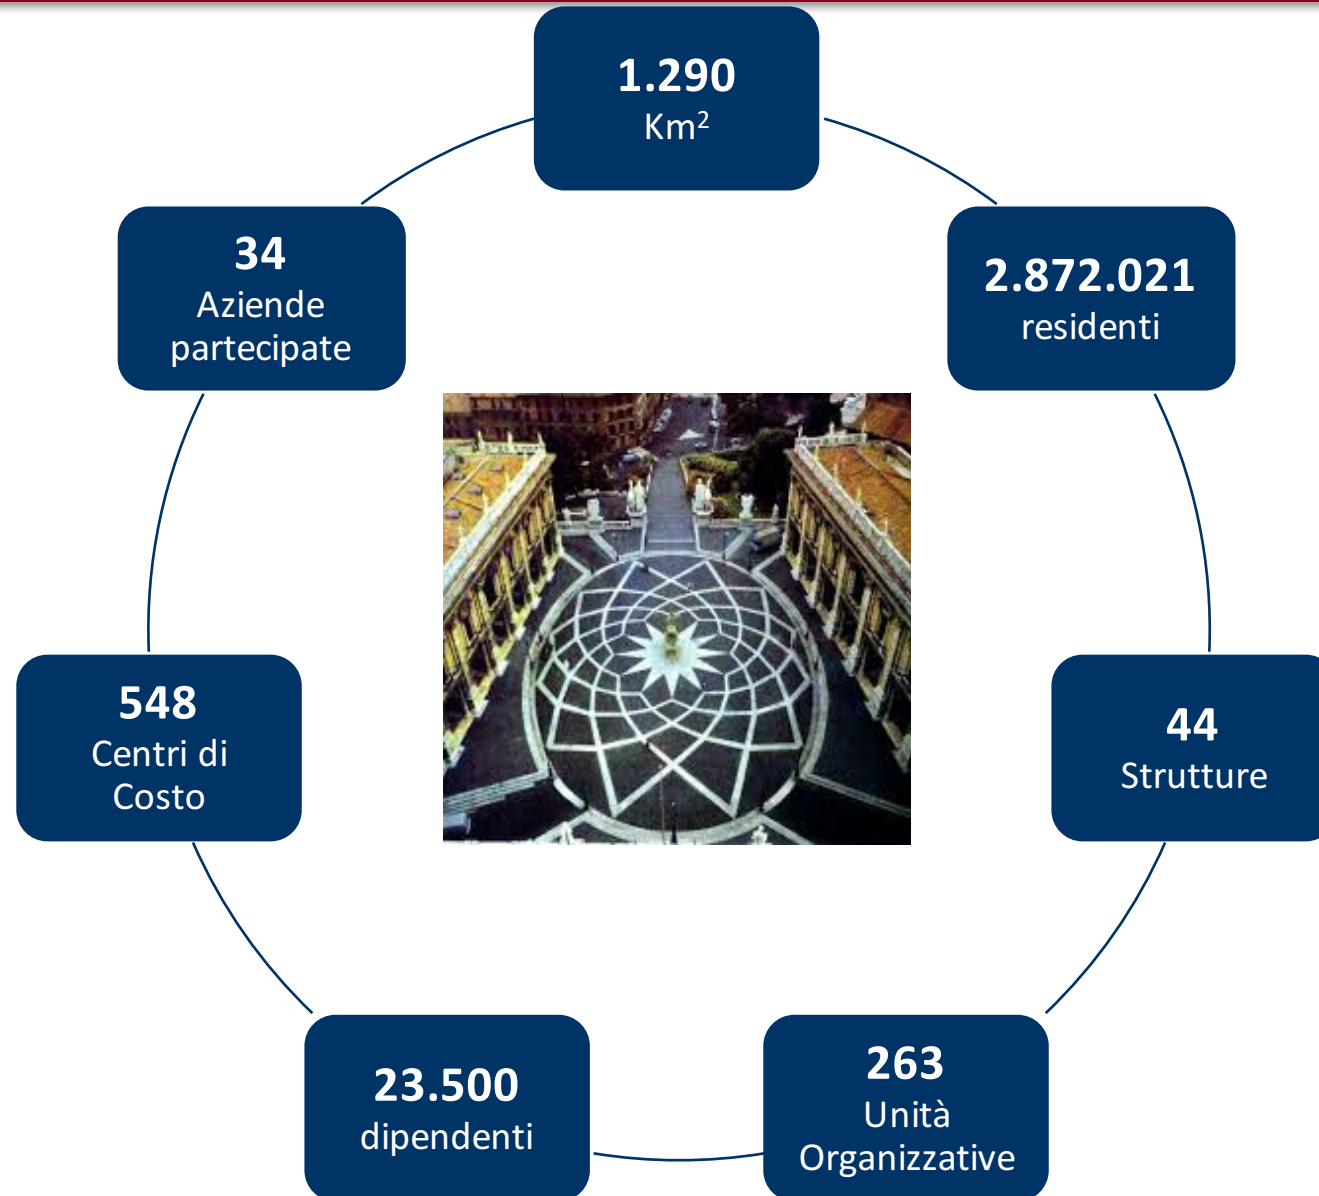 1.290
Km²
2.872.021
residenti
44
Strutture
263
Unità
Organizzative
23.500
dipendenti
548
Centri di
Costo
34
Aziende
partecipate